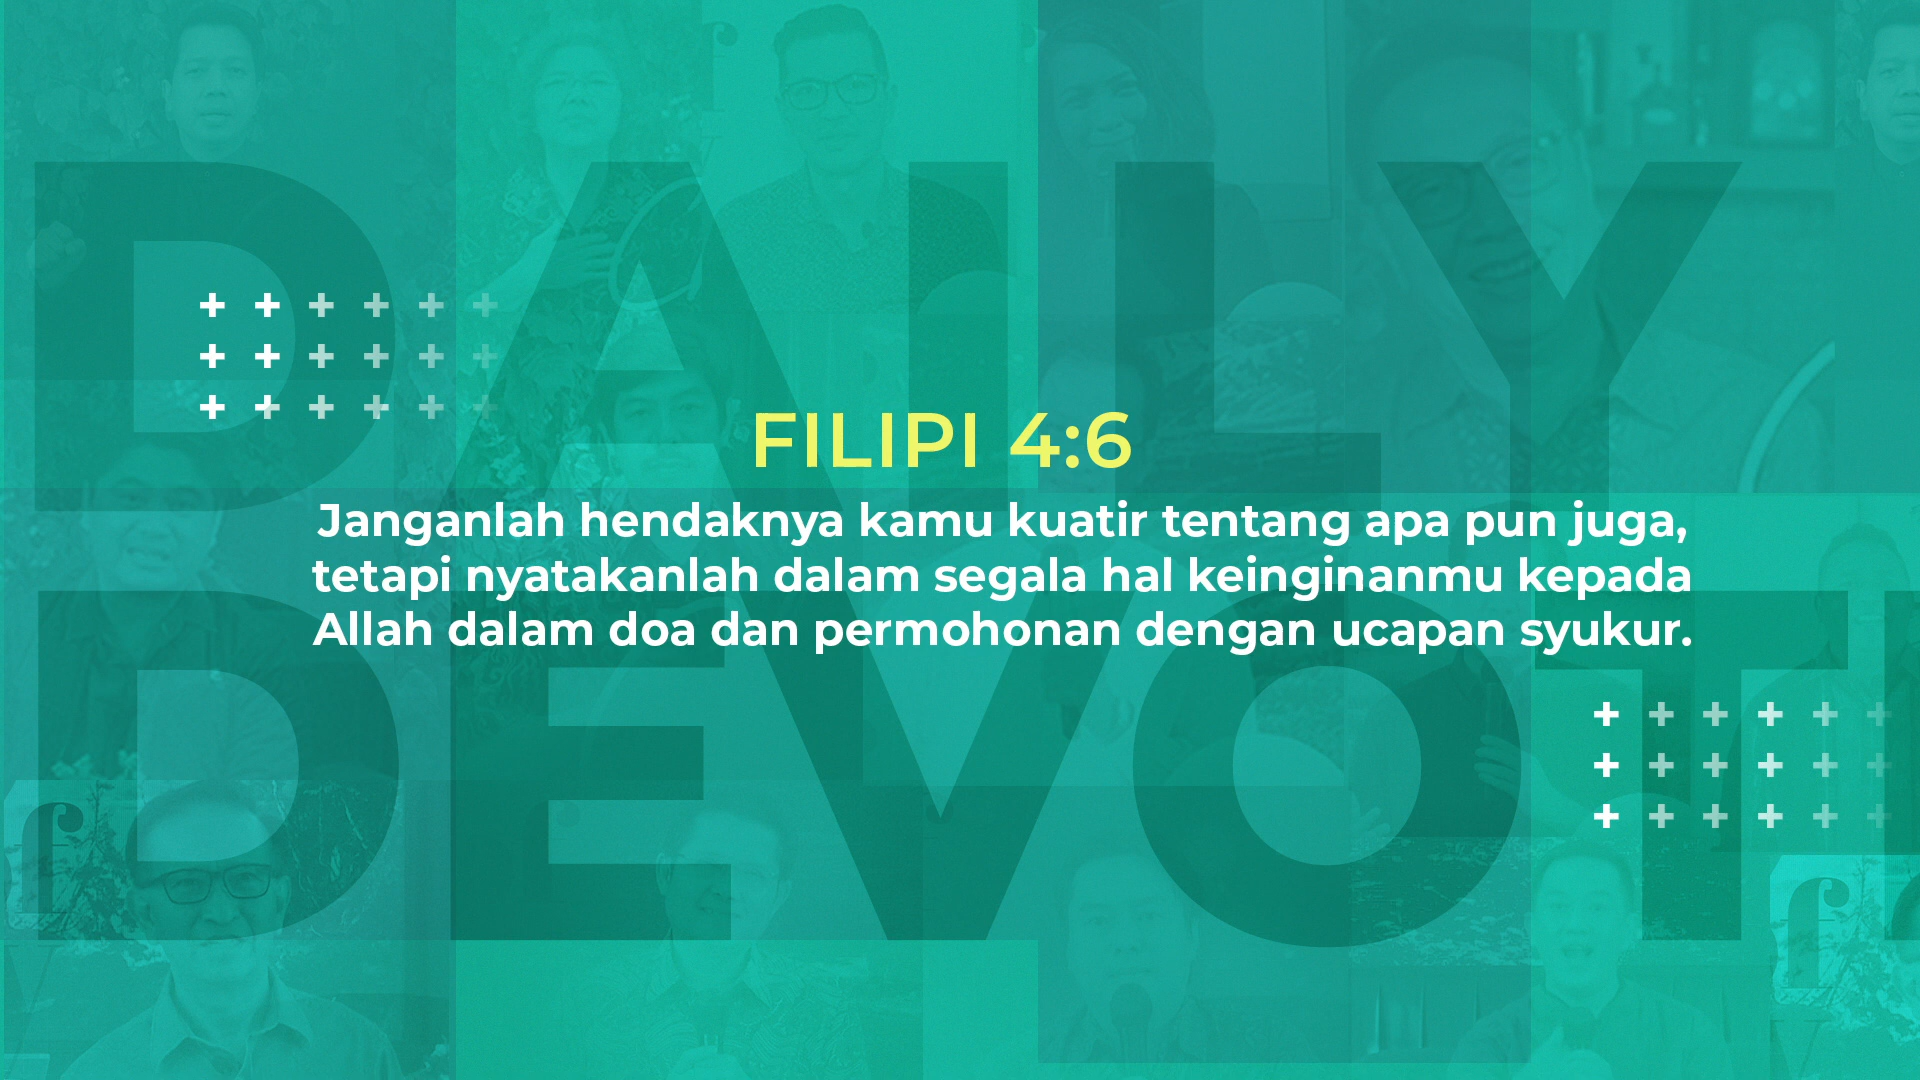 DAILY
FILIPI 4:6
Janganlah hendaknya kamu kuatir tentang apa pun juga,
tetapi nyatakanlah dalam segala hal keinginanmu kepada
Allah dalam doa dan permohonan dengan ucapan syukur.
DEVOTI